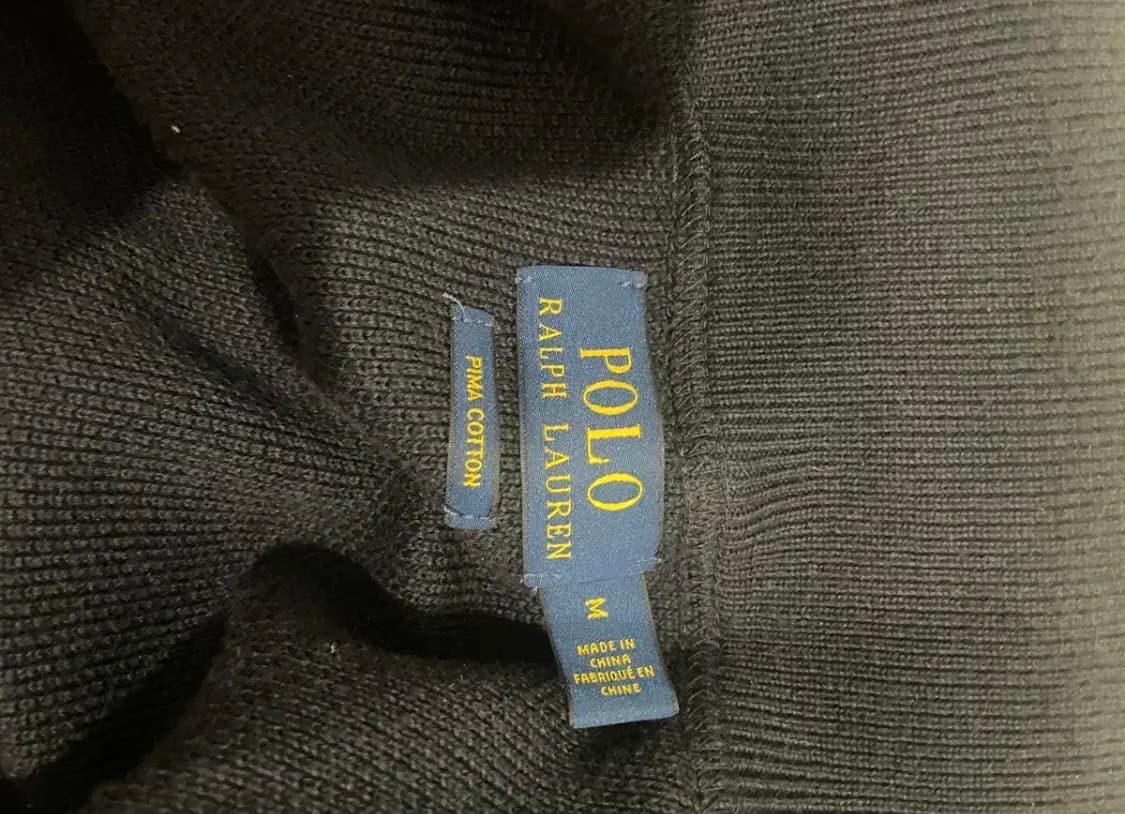 POLO
RALPH LAUREN
PIMA COTTON
M
MADE IN
CHINA
FABRIQUÉ EN
CHINE